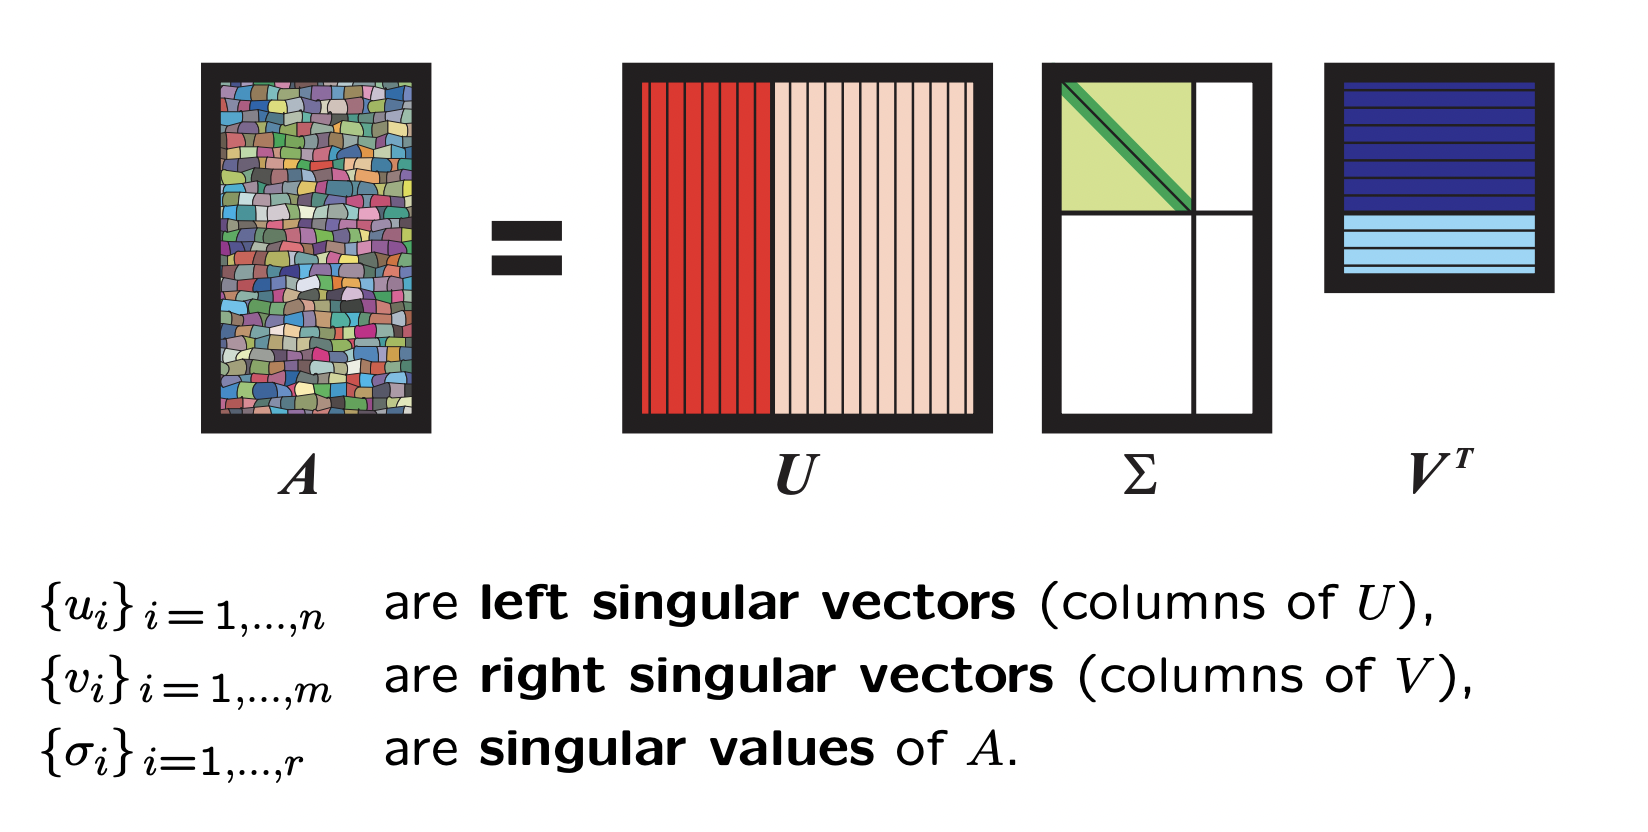 A = U Σ V^T
{u_i}_{i=1,...,n} are left singular vectors (columns of U),
{v_i}_{i=1,...,m} are right singular vectors (columns of V),
{σ_i}_{i=1,...,r} are singular values of A.